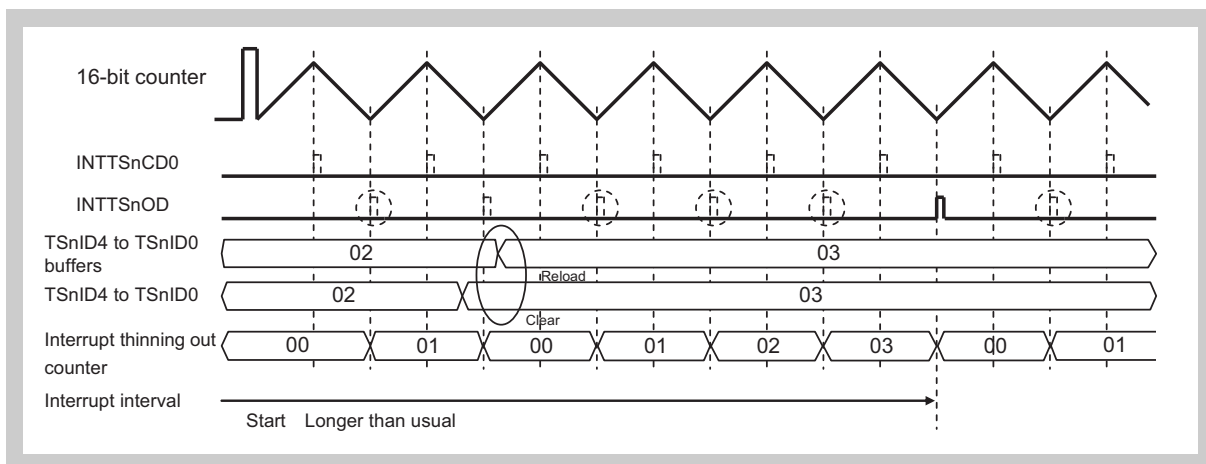 16-bit counter
INTTSnCD0
INTTSnOD
TSnID4 to TSnID0
buffers
02
03
Reload
TSnID4 to TSnID0
02
03
Clear
Interrupt thinning out
counter
00
01
00
01
02
03
00
01
Interrupt interval
Start Longer than usual